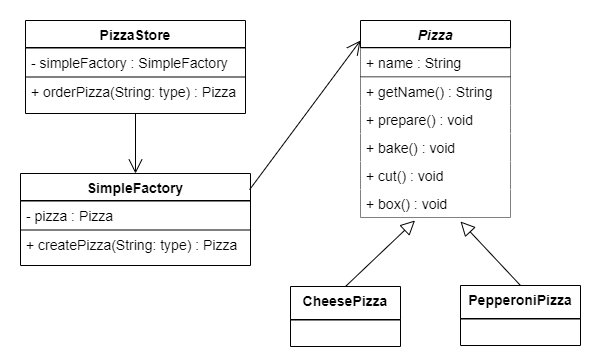 PizzaStore
- simpleFactory : SimpleFactory
+ orderPizza(String: type) : Pizza
SimpleFactory
- pizza : Pizza
+ createPizza(String: type) : Pizza
Pizza
+ name : String
+ getName() : String
+ prepare() : void
+ bake() : void
+ cut() : void
+ box() : void
CheesePizza
PepperoniPizza